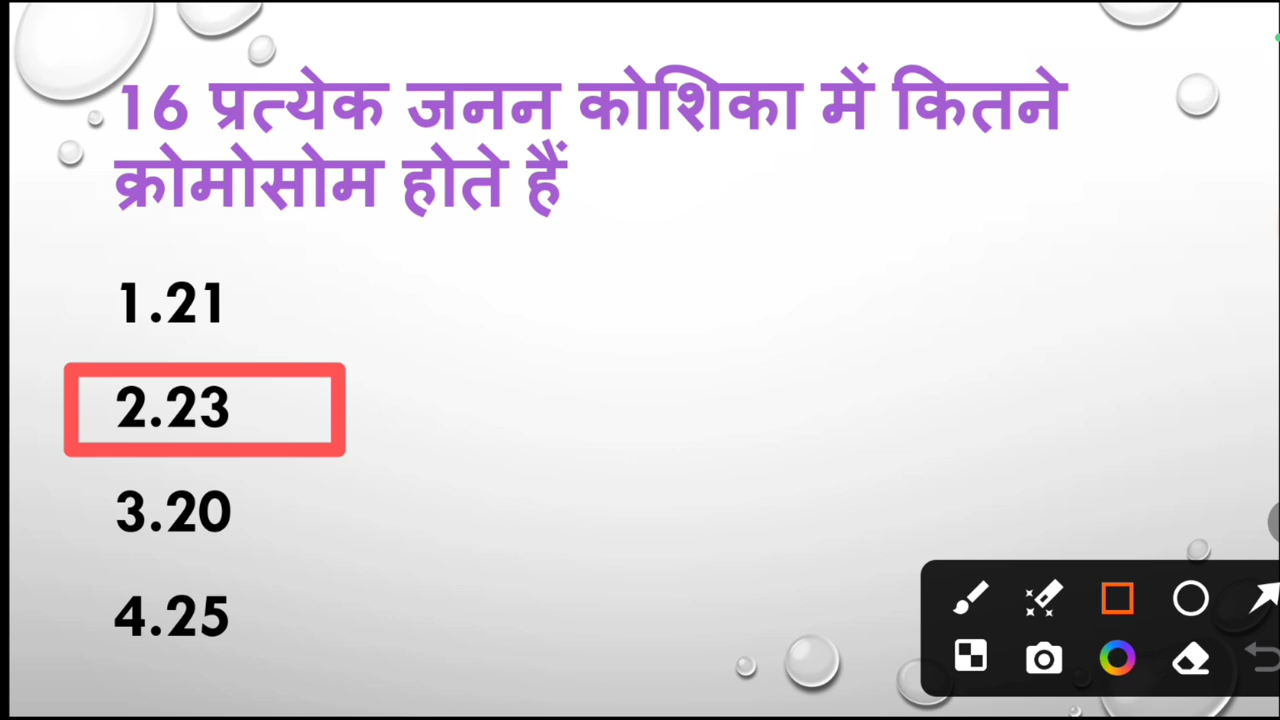 16 प्रत्येक जनन कोशिका में कितने
क्रोमोसोम होते हैं
1.21
2.23
3.20
4.25